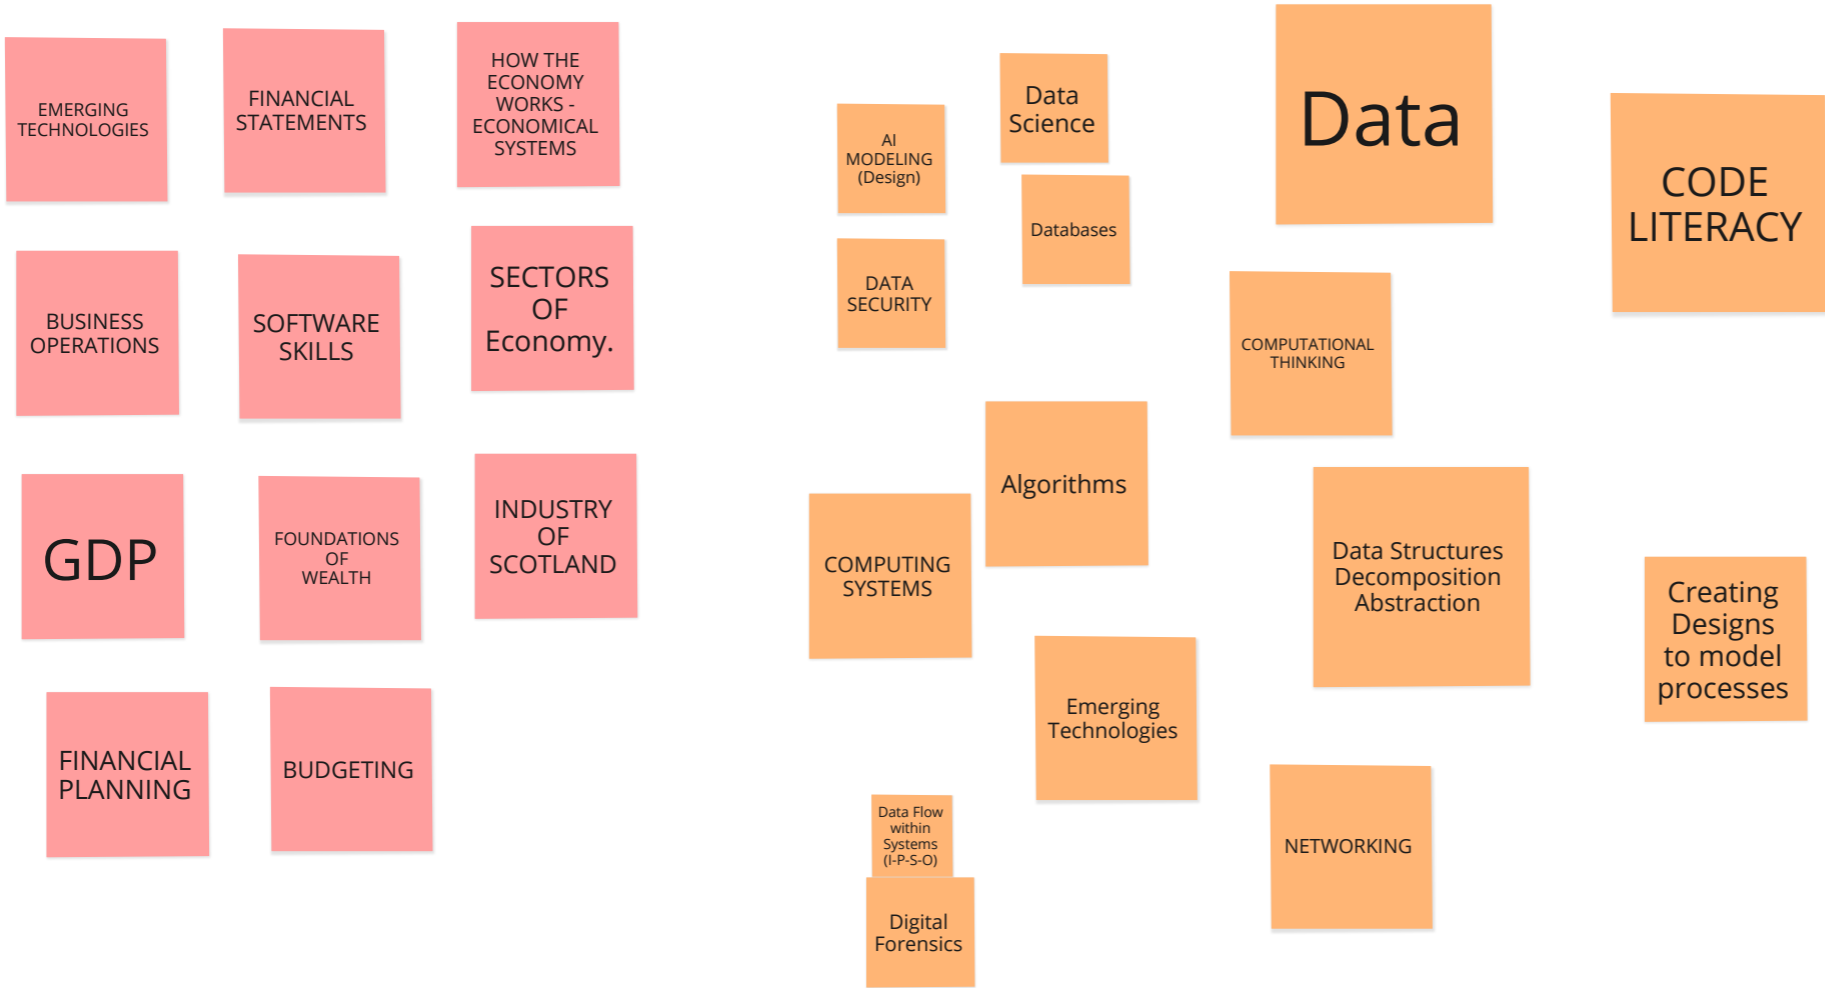 EMERGING
TECHNOLOGIES
FINANCIAL
STATEMENTS
HOW THE
ECONOMY
WORKS -
ECONOMICAL
SYSTEMS
BUSINESS
OPERATIONS
SOFTWARE
SKILLS
SECTORS
OF
Economy.
GDP
FOUNDATIONS
OF
WEALTH
INDUSTRY
OF
SCOTLAND
FINANCIAL
PLANNING
BUDGETING
AI
MODELING
(Design)
Data
Science
Data
CODE
LITERACY
Databases
DATA
SECURITY
COMPUTATIONAL
THINKING
Algorithms
COMPUTING
SYSTEMS
Data Structures
Decomposition
Abstraction
Creating
Designs
to model
processes
Emerging
Technologies
Data Flow
within
Systems
(I-P-S-O)
NETWORKING
Digital
Forensics